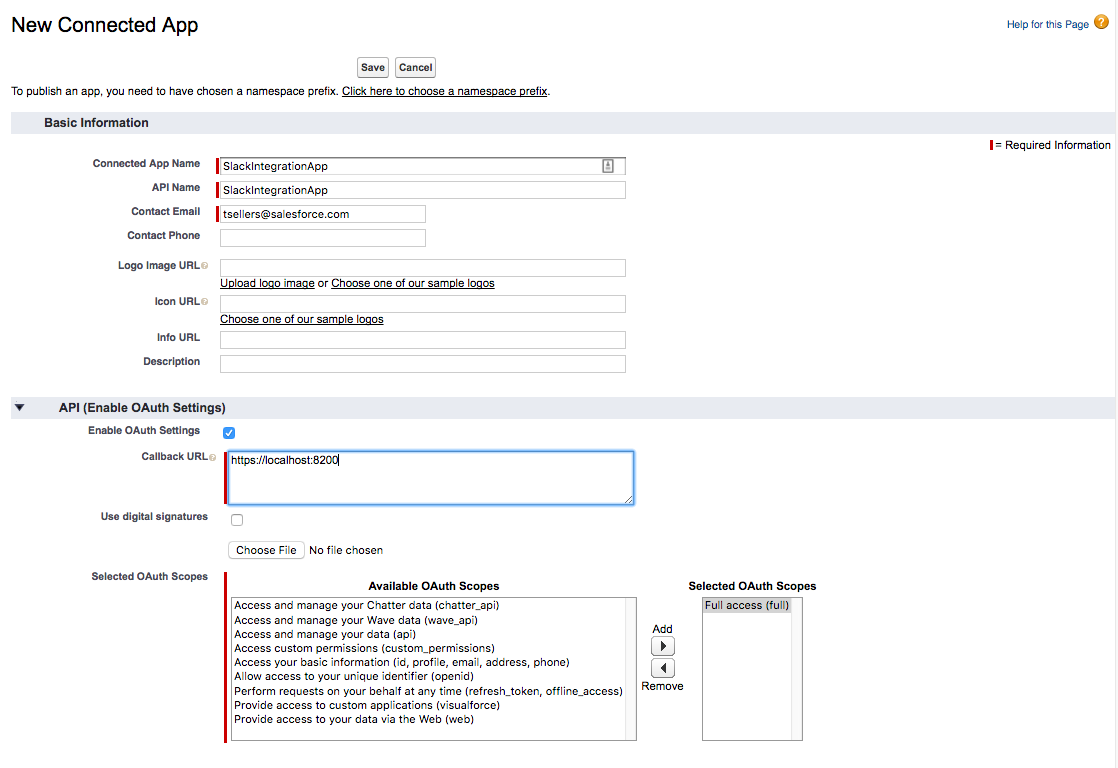 New Connected App
Help for this Page ?
Save Cancel
To publish an app, you need to have chosen a namespace prefix. Click here to choose a namespace prefix.
Basic Information
= Required Information
Connected App Name SlackIntegrationApp
API Name SlackIntegrationApp
Contact Email tsellers@salesforce.com
Contact Phone
Logo Image URL
Upload logo image or Choose one of our sample logos
Icon URL
Choose one of our sample logos
Info URL
Description
API (Enable OAuth Settings)
Enable OAuth Settings
Callback URL https://localhost:8200
Use digital signatures
Choose File No file chosen
Selected OAuth Scopes
Available OAuth Scopes
Access and manage your Chatter data (chatter_api)
Access and manage your Wave data (wave_api)
Access and manage your data (api)
Access custom permissions (custom_permissions)
Access your basic information (id, profile, email, address, phone)
Allow access to your unique identifier (openid)
Perform requests on your behalf at any time (refresh_token, offline_access)
Provide access to custom applications (visualforce)
Provide access to your data via the Web (web)
Add
Remove
Selected OAuth Scopes
Full access (full)